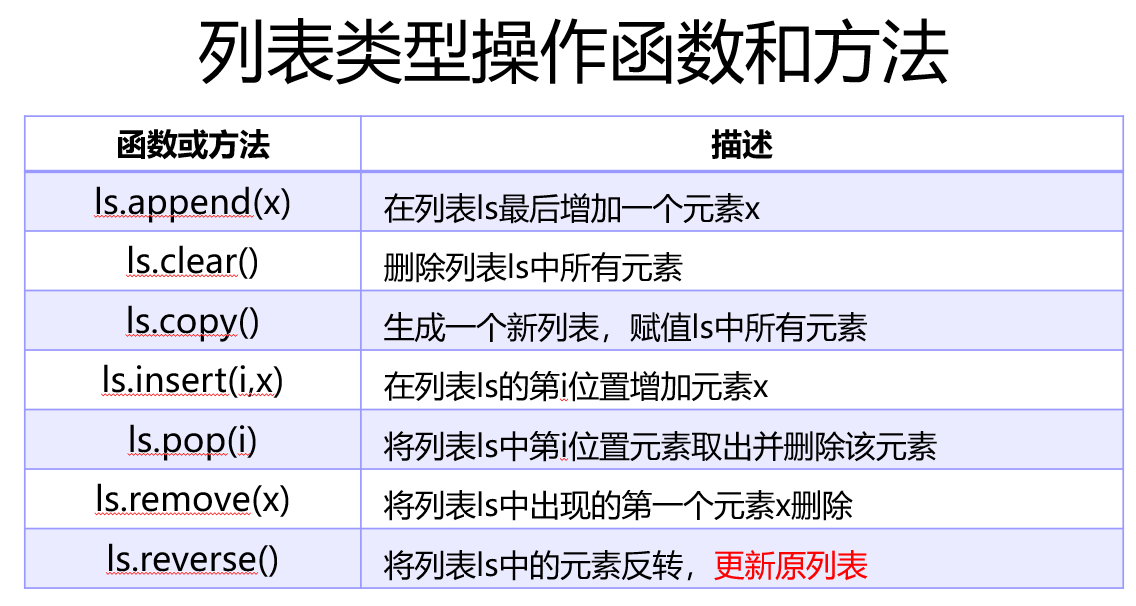 列表类型操作函数和方法
函数或方法 描述
ls.append(x) 在列表ls最后增加一个元素x
ls.clear() 删除列表ls中所有元素
ls.copy() 生成一个新列表，赋值ls中所有元素
ls.insert(i,x) 在列表ls的第i位置增加元素x
ls.pop(i) 将列表ls中第i位置元素取出并删除该元素
ls.remove(x) 将列表ls中出现的第一个元素x删除
ls.reverse() 将列表ls中的元素反转，更新原列表